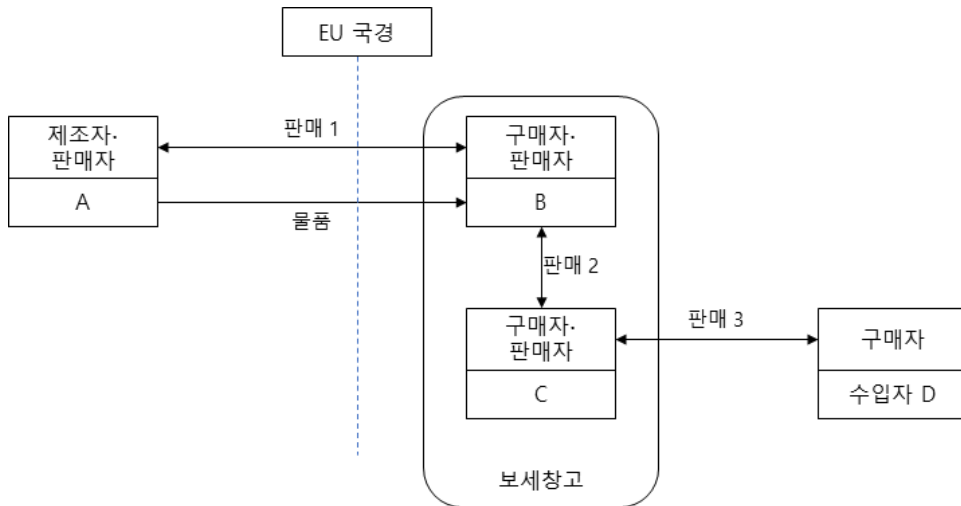 EU 국경
제조자·
판매자
A
판매 1
물품
구매자·
판매자
B
판매 2
구매자·
판매자
C
판매 3
구매자
수입자 D
보세창고